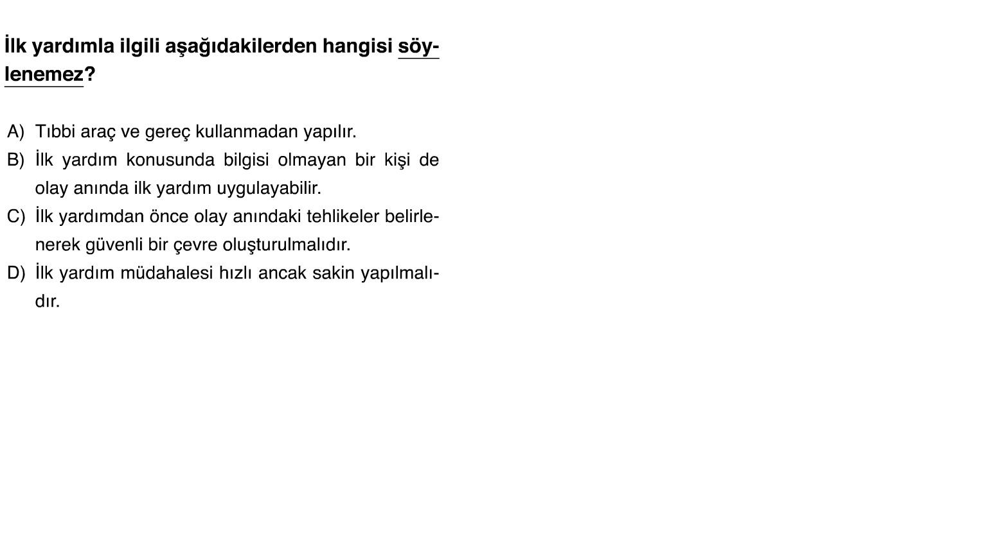 İlk yardımla ilgili aşağıdakilerden hangisi söy-
lenemez?
A) Tıbbi araç ve gereç kullanmadan yapılır.
B) İlk yardım konusunda bilgisi olmayan bir kişi de
olay anında ilk yardım uygulayabilir.
C) İlk yardımdan önce olay anındaki tehlikeler belirle-
nerek güvenli bir çevre oluşturulmalıdır.
D) İlk yardım müdahalesi hızlı ancak sakin yapılmalı-
dır.